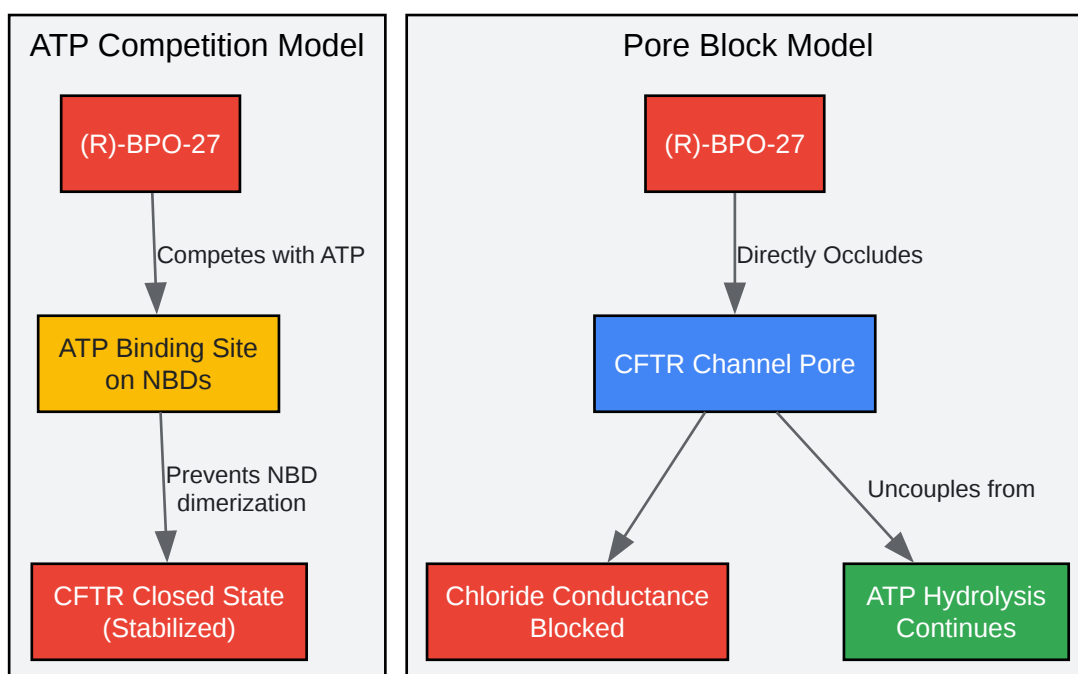 ATP Competition Model
(R)-BPO-27
Competes with ATP
ATP Binding Site
on NBDs
Prevents NBD
dimerization
CFTR Closed State
(Stabilized)
Pore Block Model
(R)-BPO-27
Directly Occludes
CFTR Channel Pore
Uncouples from
Chloride Conductance
Blocked
ATP Hydrolysis
Continues